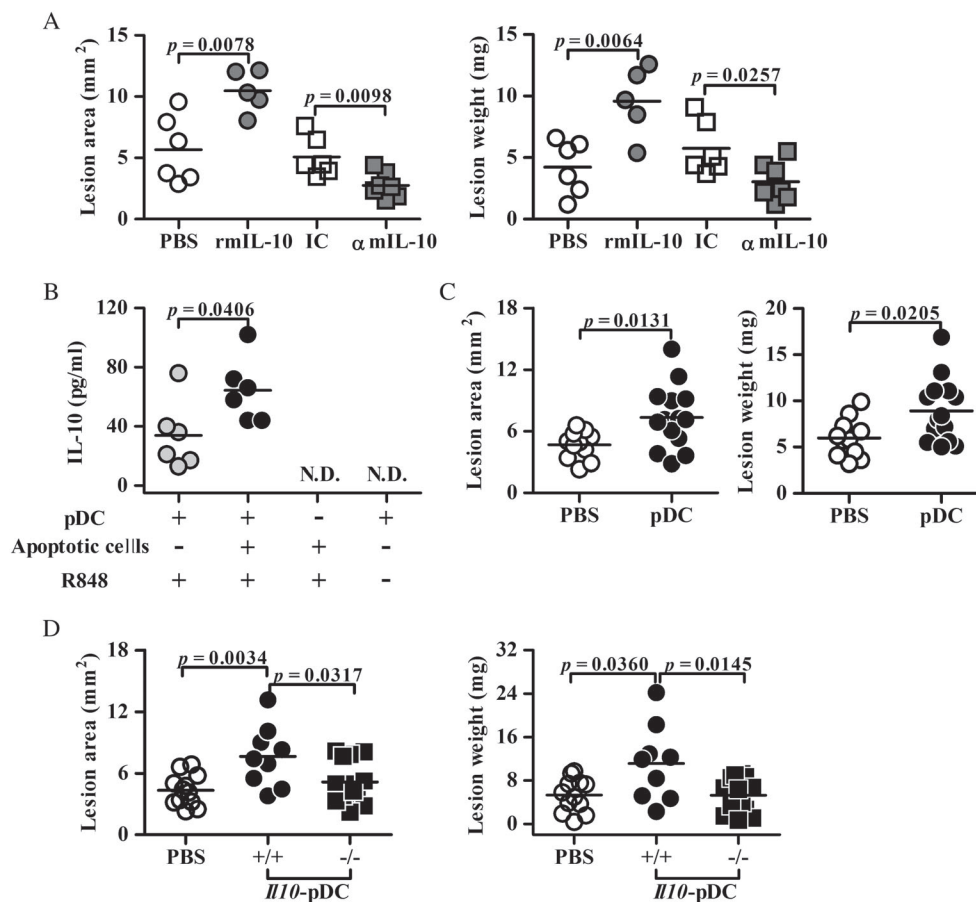 A
Lesion area (mm²)
15
10
5
0
p = 0.0078
p = 0.0098
PBS rmIL-10 IC αmIL-10
Lesion weight (mg)
15
10
5
0
p = 0.0064
p = 0.0257
PBS rmIL-10 IC αmIL-10
B
IL-10 (pg/ml)
120
80
40
0
p = 0.0406
N.D. N.D.
pDC + + - +
Apoptotic cells - + + -
R848 + + + -
C
Lesion area (mm²)
18
12
6
0
p = 0.0131
PBS pDC
Lesion weight (mg)
20
15
10
5
0
p = 0.0205
PBS pDC
D
Lesion area (mm²)
18
12
6
0
p = 0.0034
p = 0.0317
PBS +/+ -/-
Il10-pDC
Lesion weight (mg)
32
24
16
8
0
p = 0.0360
p = 0.0145
PBS +/+ -/-
Il10-pDC